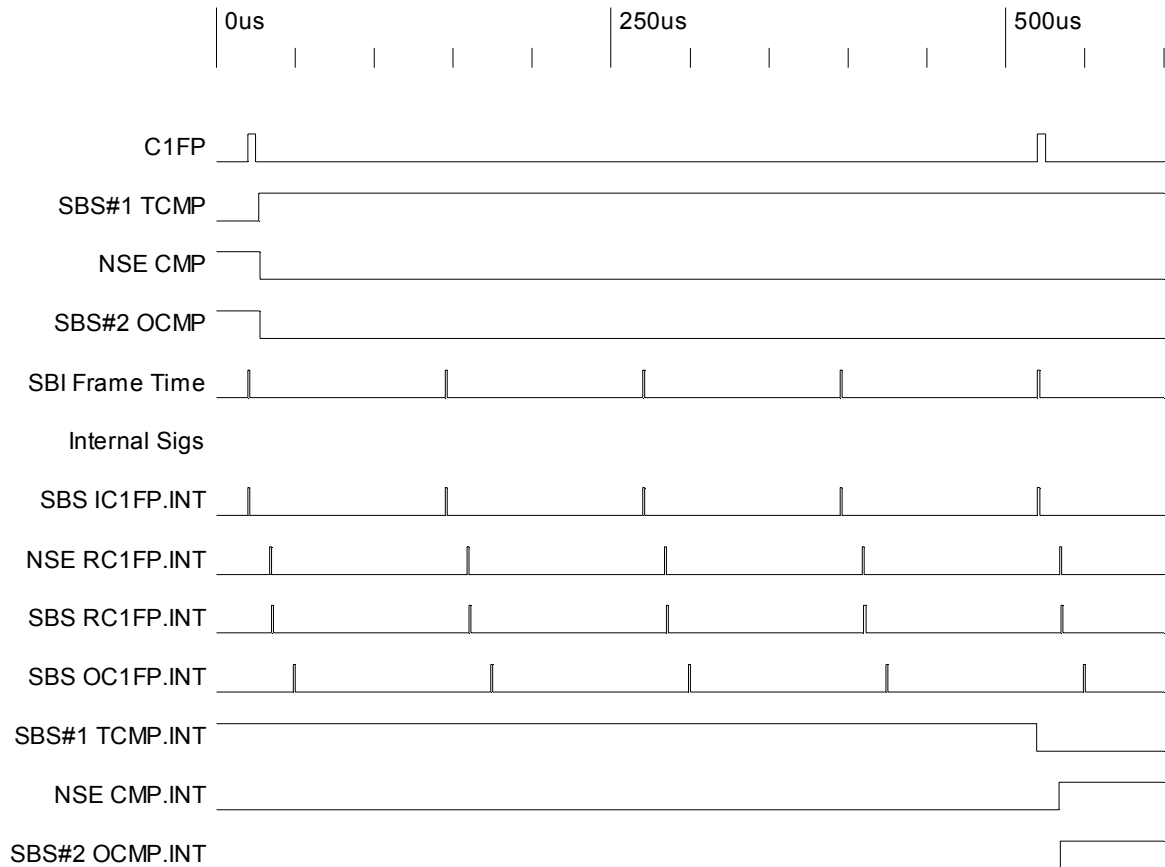 0us 250us 500us
C1FP
SBS#1 TCMP
NSE CMP
SBS#2 OCMP
SBI Frame Time
Internal Sigs
SBS IC1FP.INT
NSE RC1FP.INT
SBS RC1FP.INT
SBS OC1FP.INT
SBS#1 TCMP.INT
NSE CMP.INT
SBS#2 OCMP.INT